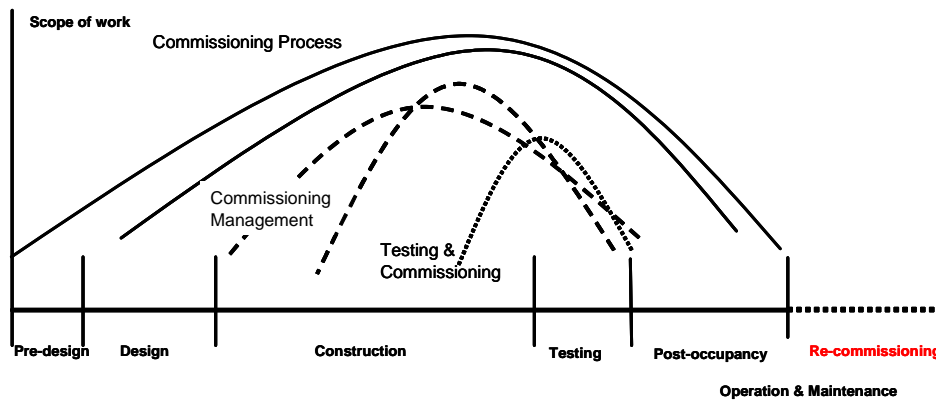 Scope of work
Commissioning Process
Commissioning
Management
Testing &
Commissioning
Pre-design
Design
Construction
Testing
Post-occupancy
Re-commissioning
Operation & Maintenance